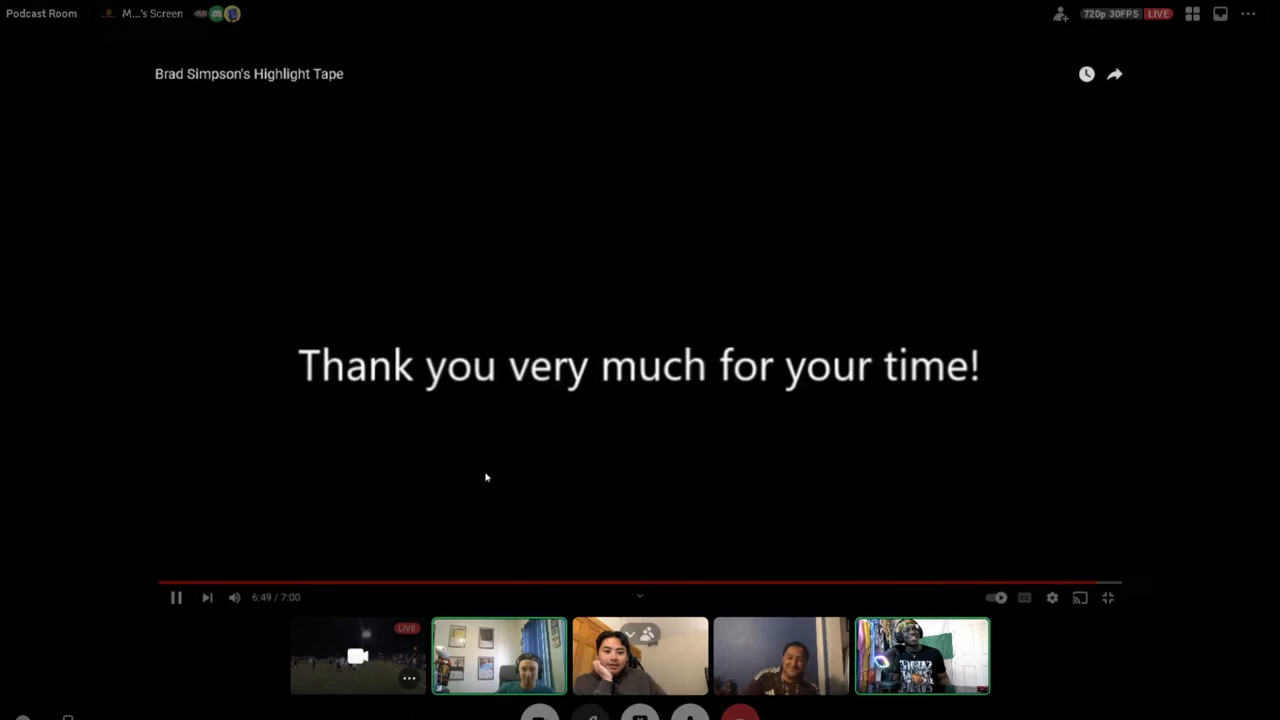 Podcast Room
M...'s Screen
720p 30FPS
LIVE
Brad Simpson's Highlight Tape
Thank you very much for your time!
6:49 / 7:00
LIVE